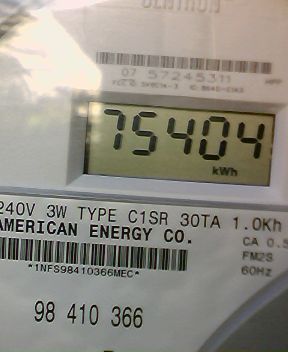 CENTRON
07 57245311
75404
kWh
240V 3W TYPE C1SR 30TA 1.0Kh
AMERICAN ENERGY CO.
CA 0.5
FM2S
60Hz
*1NFS98410366MEC*
98 410 366